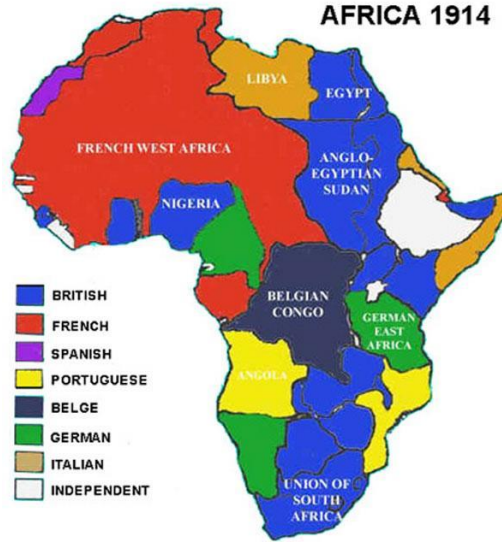 AFRICA 1914
LIBYA
EGYPT
FRENCH WEST AFRICA
ANGLO-
EGYPTIAN
SUDAN
NIGERIA
BELGIAN
CONGO
GERMAN
EAST
AFRICA
ANGOLA
UNION OF
SOUTH
AFRICA
BRITISH
FRENCH
SPANISH
PORTUGUESE
BELGE
GERMAN
ITALIAN
INDEPENDENT